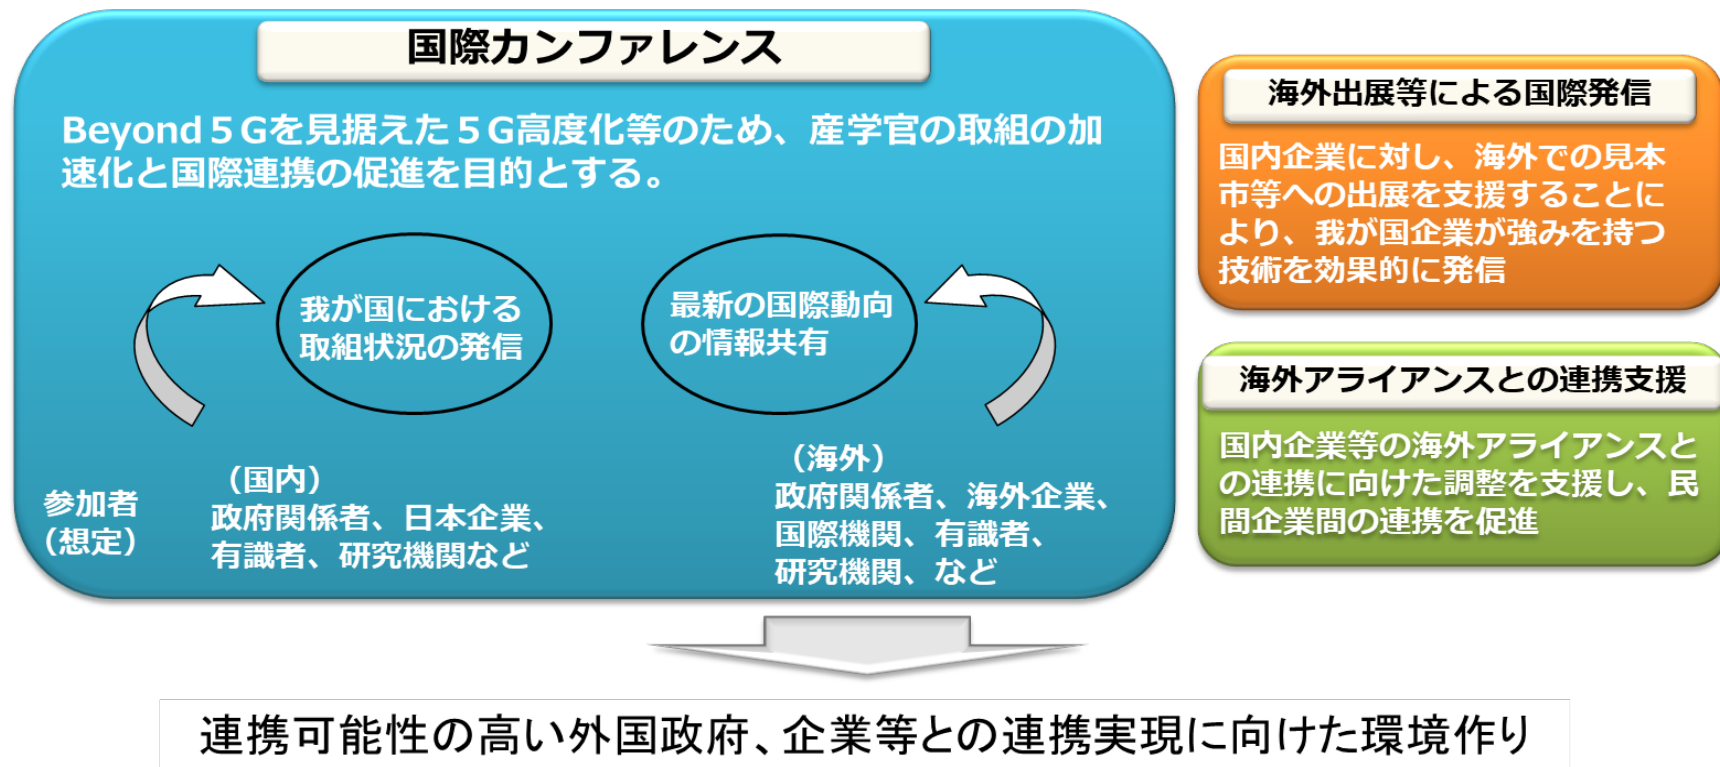 国際カンファレンス
Beyond５Gを見据えた５G高度化等のため、産学官の取組の加
速化と国際連携の促進を目的とする。
我が国における
取組状況の発信
最新の国際動向
の情報共有
参加者
（想定）
（国内）
政府関係者、日本企業、
有識者、研究機関など
（海外）
政府関係者、海外企業、
国際機関、有識者、
研究機関、など
海外出展等による国際発信
国内企業に対し、海外での見本
市等への出展を支援することに
より、我が国企業が強みを持つ
技術を効果的に発信
海外アライアンスとの連携支援
国内企業等の海外アライアンスと
の連携に向けた調整を支援し、民
間企業間の連携を促進
連携可能性の高い外国政府、企業等との連携実現に向けた環境作り